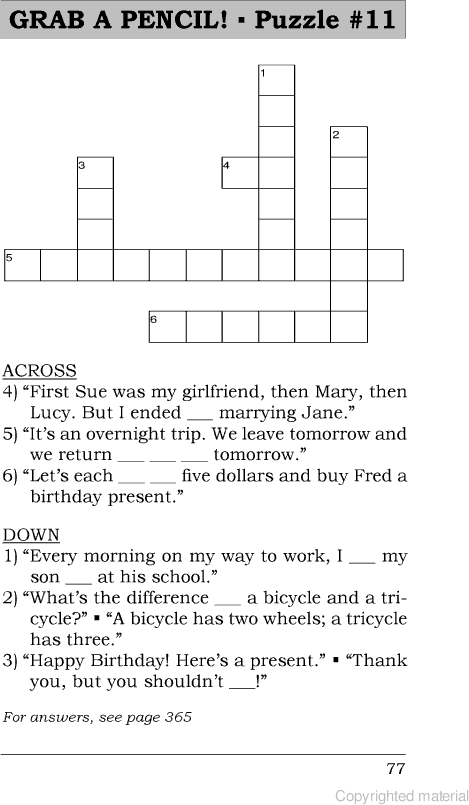 GRAB A PENCIL! ▪ Puzzle #11
1
2
3
4
5
6
ACROSS
4) “First Sue was my girlfriend, then Mary, then
Lucy. But I ended ___ marrying Jane.”
5) “It’s an overnight trip. We leave tomorrow and
we return ___ ___ ___ tomorrow.”
6) “Let’s each ___ ___ five dollars and buy Fred a
birthday present.”
DOWN
1) “Every morning on my way to work, I ___ my
son ___ at his school.”
2) “What’s the difference ___ a bicycle and a tri-
cycle?” ▪ “A bicycle has two wheels; a tricycle
has three.”
3) “Happy Birthday! Here’s a present.” ▪ “Thank
you, but you shouldn’t ___!”
For answers, see page 365
77
Copyrighted material